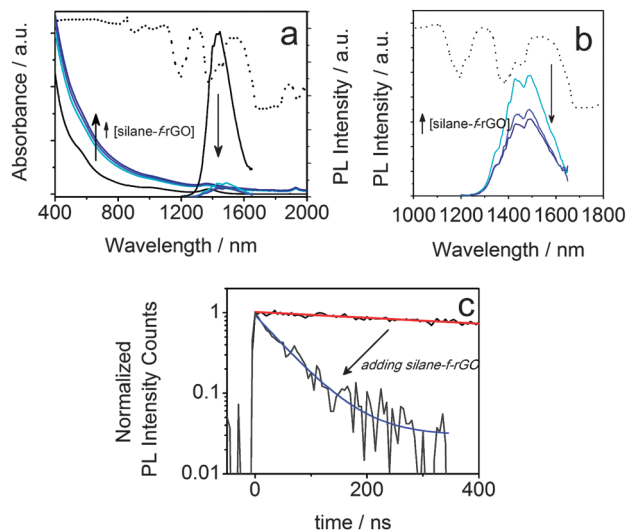 a
Absorbance / a.u.
PL Intensity / a.u.
[silane-f-rGO]
400 800 1200 1600 2000
Wavelength / nm
b
PL Intensity / a.u.
[silane-f-rGO]
1000 1200 1400 1600 1800
Wavelength / nm
c
Normalized
PL Intensity Counts
1
0.1
0.01
adding silane-f-rGO
0 200 400
time / ns